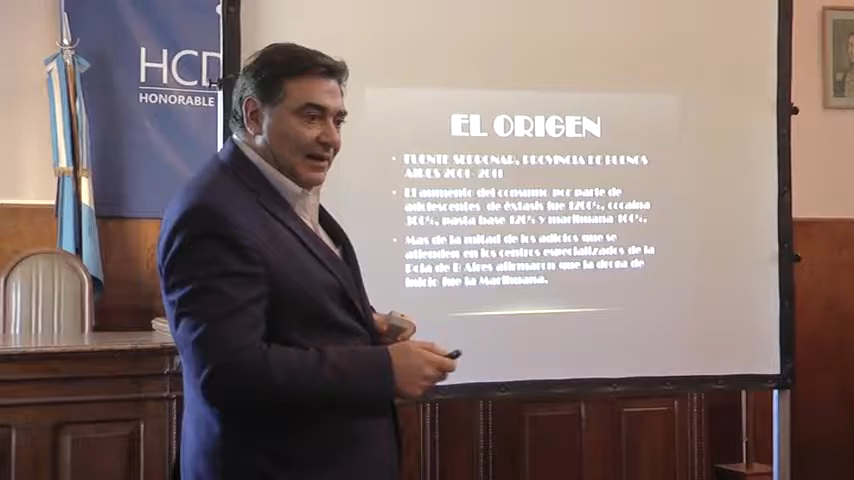 HCD
HONORABLE
EL ORIGEN
• FUENTE SEDRONAR, PROVINCIA DE BUENOS
AIRES 2001- 2011
• El aumento del consumo por parte de
adolescentes de éxtasis fue 1200%, cocaína
300%, pasta base 120% y marihuana 100%.
• Mas de la mitad de los adictos que se
atienden en los centros especializados de la
de B Aires afirmaron que la droga de
inicio fue la Marihuana.